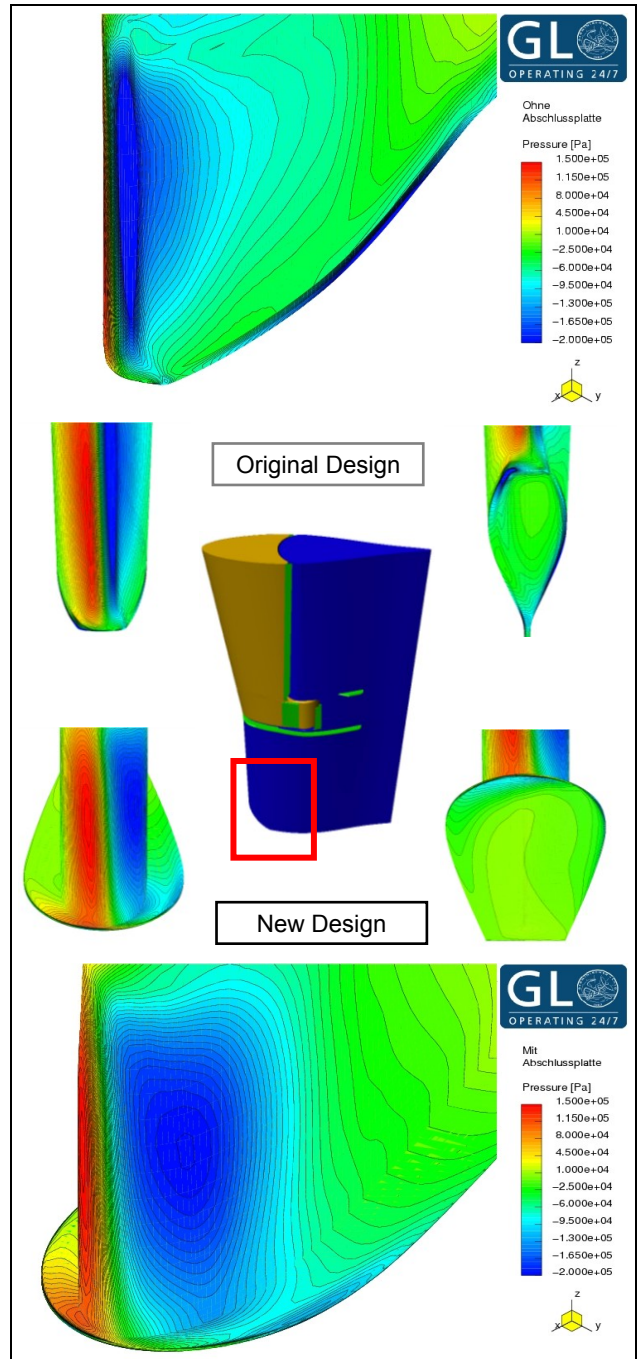 GL
OPERATING 24/7
Ohne
Abschlussplatte
Pressure [Pa]
1.500e+05
1.150e+05
8.000e+04
4.500e+04
1.000e+04
−2.500e+04
−6.000e+04
−9.500e+04
−1.300e+05
−1.650e+05
−2.000e+05
z
x
y
Original Design
New Design
GL
OPERATING 24/7
Mit
Abschlussplatte
Pressure [Pa]
1.500e+05
1.150e+05
8.000e+04
4.500e+04
1.000e+04
−2.500e+04
−6.000e+04
−9.500e+04
−1.300e+05
−1.650e+05
−2.000e+05
z
x
y